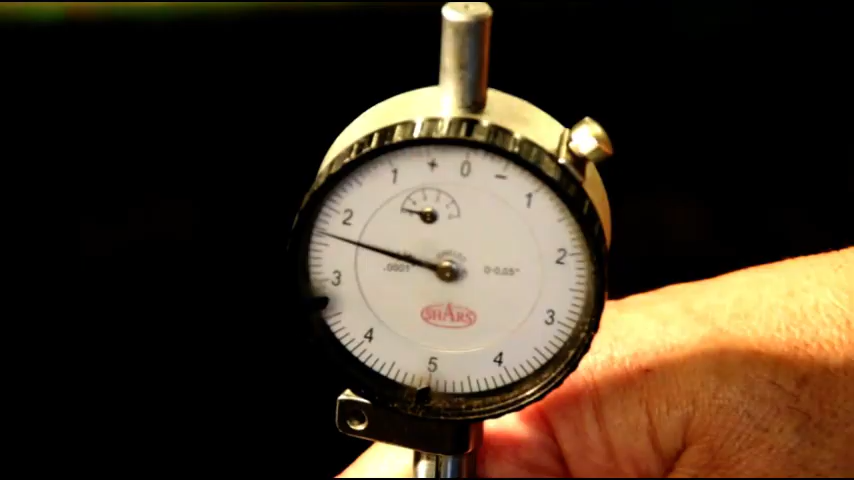 1 + 0 − 1
2 2
.0001" 0-0.05"
3 3
SHARS
4 5 4